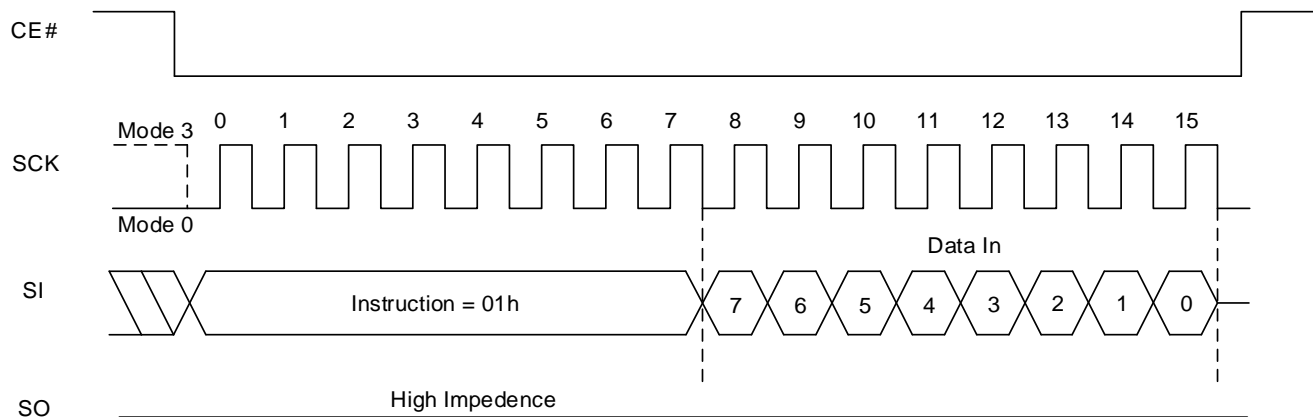 CE#
Mode 3
0 1 2 3 4 5 6 7 8 9 10 11 12 13 14 15
SCK
Mode 0
Data In
SI
Instruction = 01h
7 6 5 4 3 2 1 0
High Impedence
SO